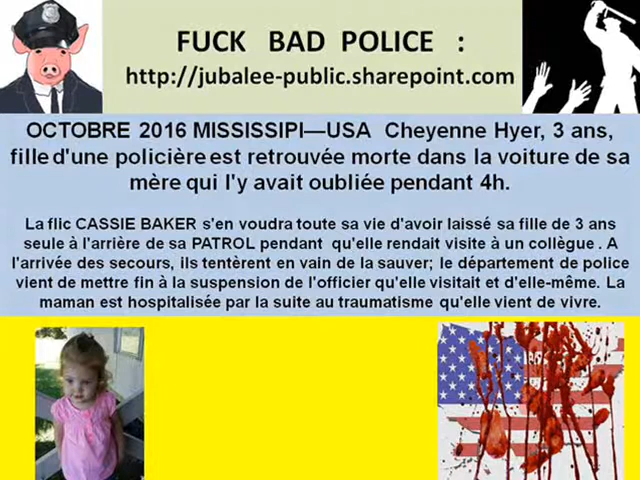 FUCK BAD POLICE :
http://jubalee-public.sharepoint.com
OCTOBRE 2016 MISSISSIPI—USA Cheyenne Hyer, 3 ans,
fille d'une policière est retrouvée morte dans la voiture de sa
mère qui l'y avait oubliée pendant 4h.
La flic CASSIE BAKER s'en voudra toute sa vie d'avoir laissé sa fille de 3 ans
seule à l'arrière de sa PATROL pendant qu'elle rendait visite à un collègue . A
l'arrivée des secours, ils tentèrent en vain de la sauver; le département de police
vient de mettre fin à la suspension de l'officier qu'elle visitait et d'elle-même. La
maman est hospitalisée par la suite au traumatisme qu'elle vient de vivre.